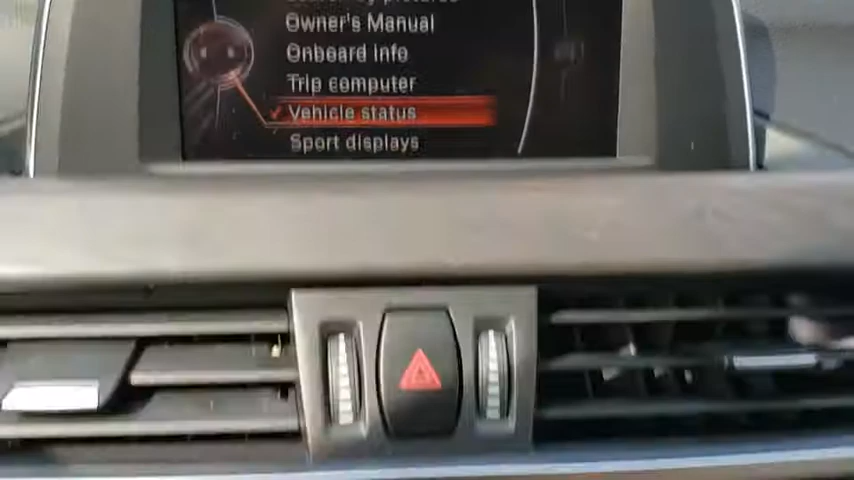 Owner's Manual
Onboard info
Trip computer
Vehicle status
Sport displays